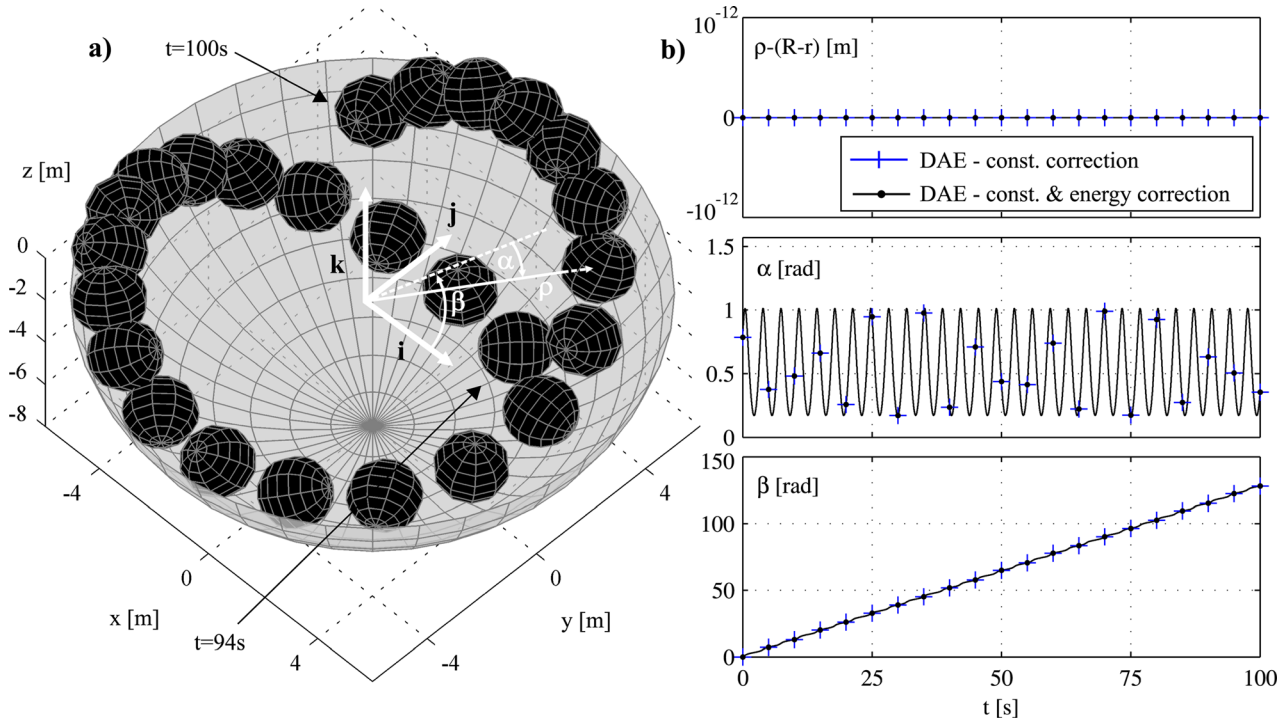 a)
t=100s
z [m]
0
-2
-4
-6
-8
k
j
i
α
β
ρ
-4
0
4
x [m]
t=94s
-4
0
4
y [m]
b)
10⁻¹²
ρ-(R-r) [m]
0
-10⁻¹²
DAE - const. correction
DAE - const. & energy correction
1.5
α [rad]
1
0.5
0
150
β [rad]
100
50
0
0
25
50
75
100
t [s]